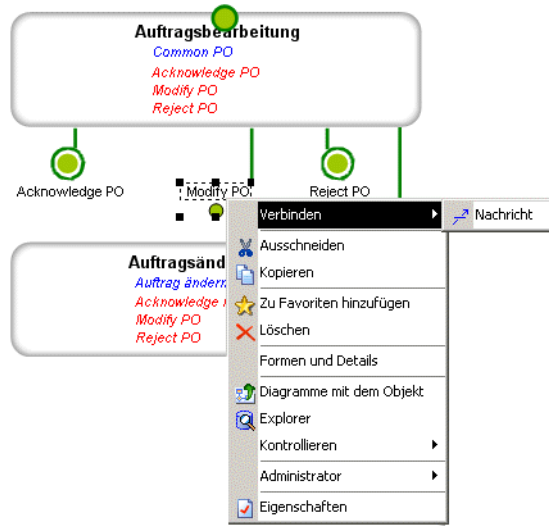 Auftragsbearbeitung
Common PO
Acknowledge PO
Modify PO
Reject PO
Acknowledge PO
Modify PO
Reject PO
Verbinden
Nachricht
Ausschneiden
Kopieren
Zu Favoriten hinzufügen
Löschen
Formen und Details
Diagramme mit dem Objekt
Explorer
Kontrollieren
Administrator
Eigenschaften
Auftragsänd
Auftrag ändern
Acknowledge
Modify PO
Reject PO